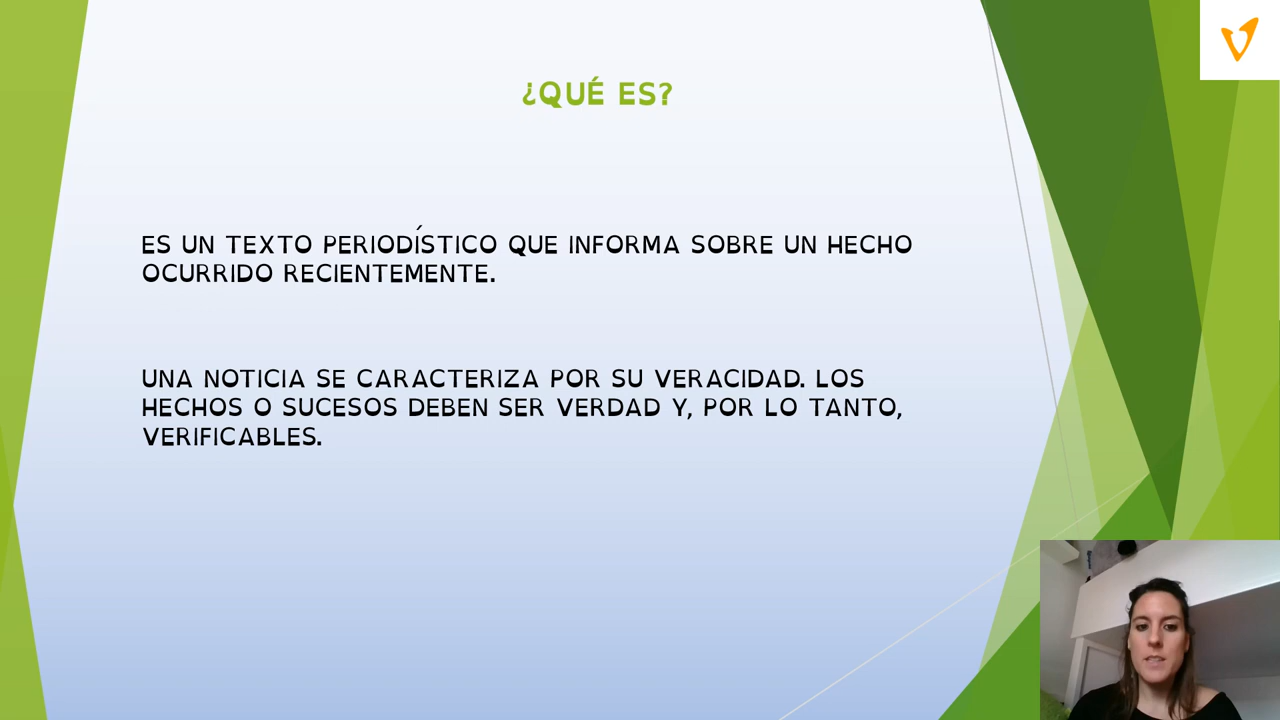 ¿QUÉ ES?
ES UN TEXTO PERIODÍSTICO QUE INFORMA SOBRE UN HECHO
OCURRIDO RECIENTEMENTE.
UNA NOTICIA SE CARACTERIZA POR SU VERACIDAD. LOS
HECHOS O SUCESOS DEBEN SER VERDAD Y, POR LO TANTO,
VERIFICABLES.